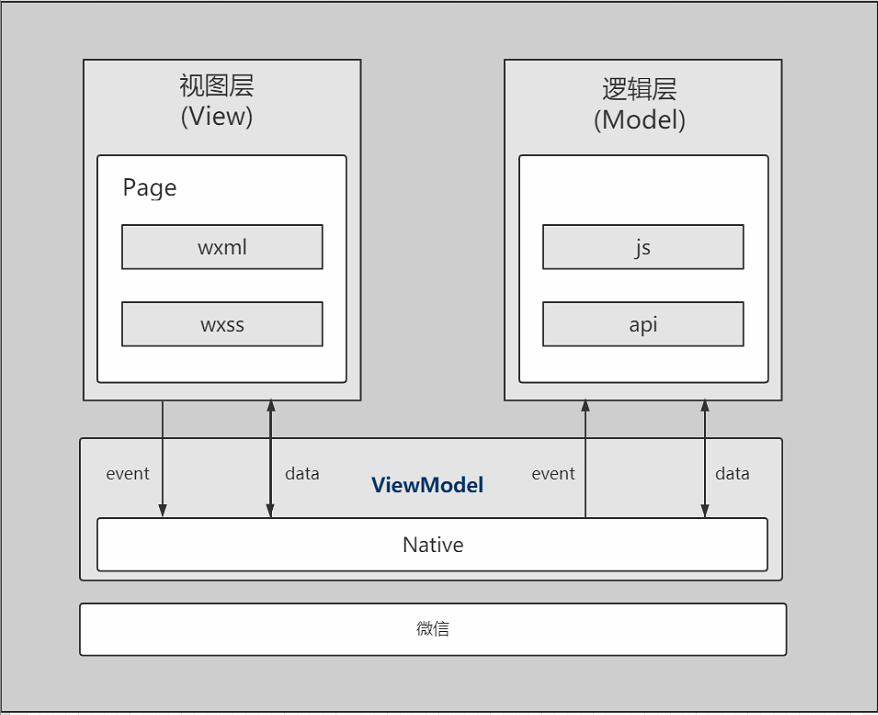 视图层
(View)
Page
wxml
wxss
逻辑层
(Model)
js
api
event
data
ViewModel
event
data
Native
微信